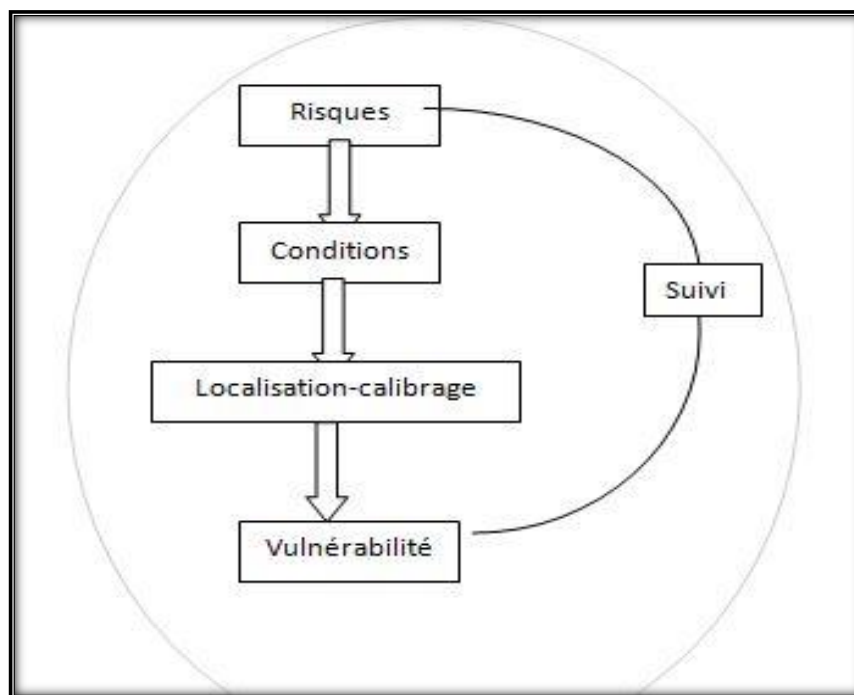 Risques
Conditions
Suivi
Localisation-calibrage
Vulnérabilité